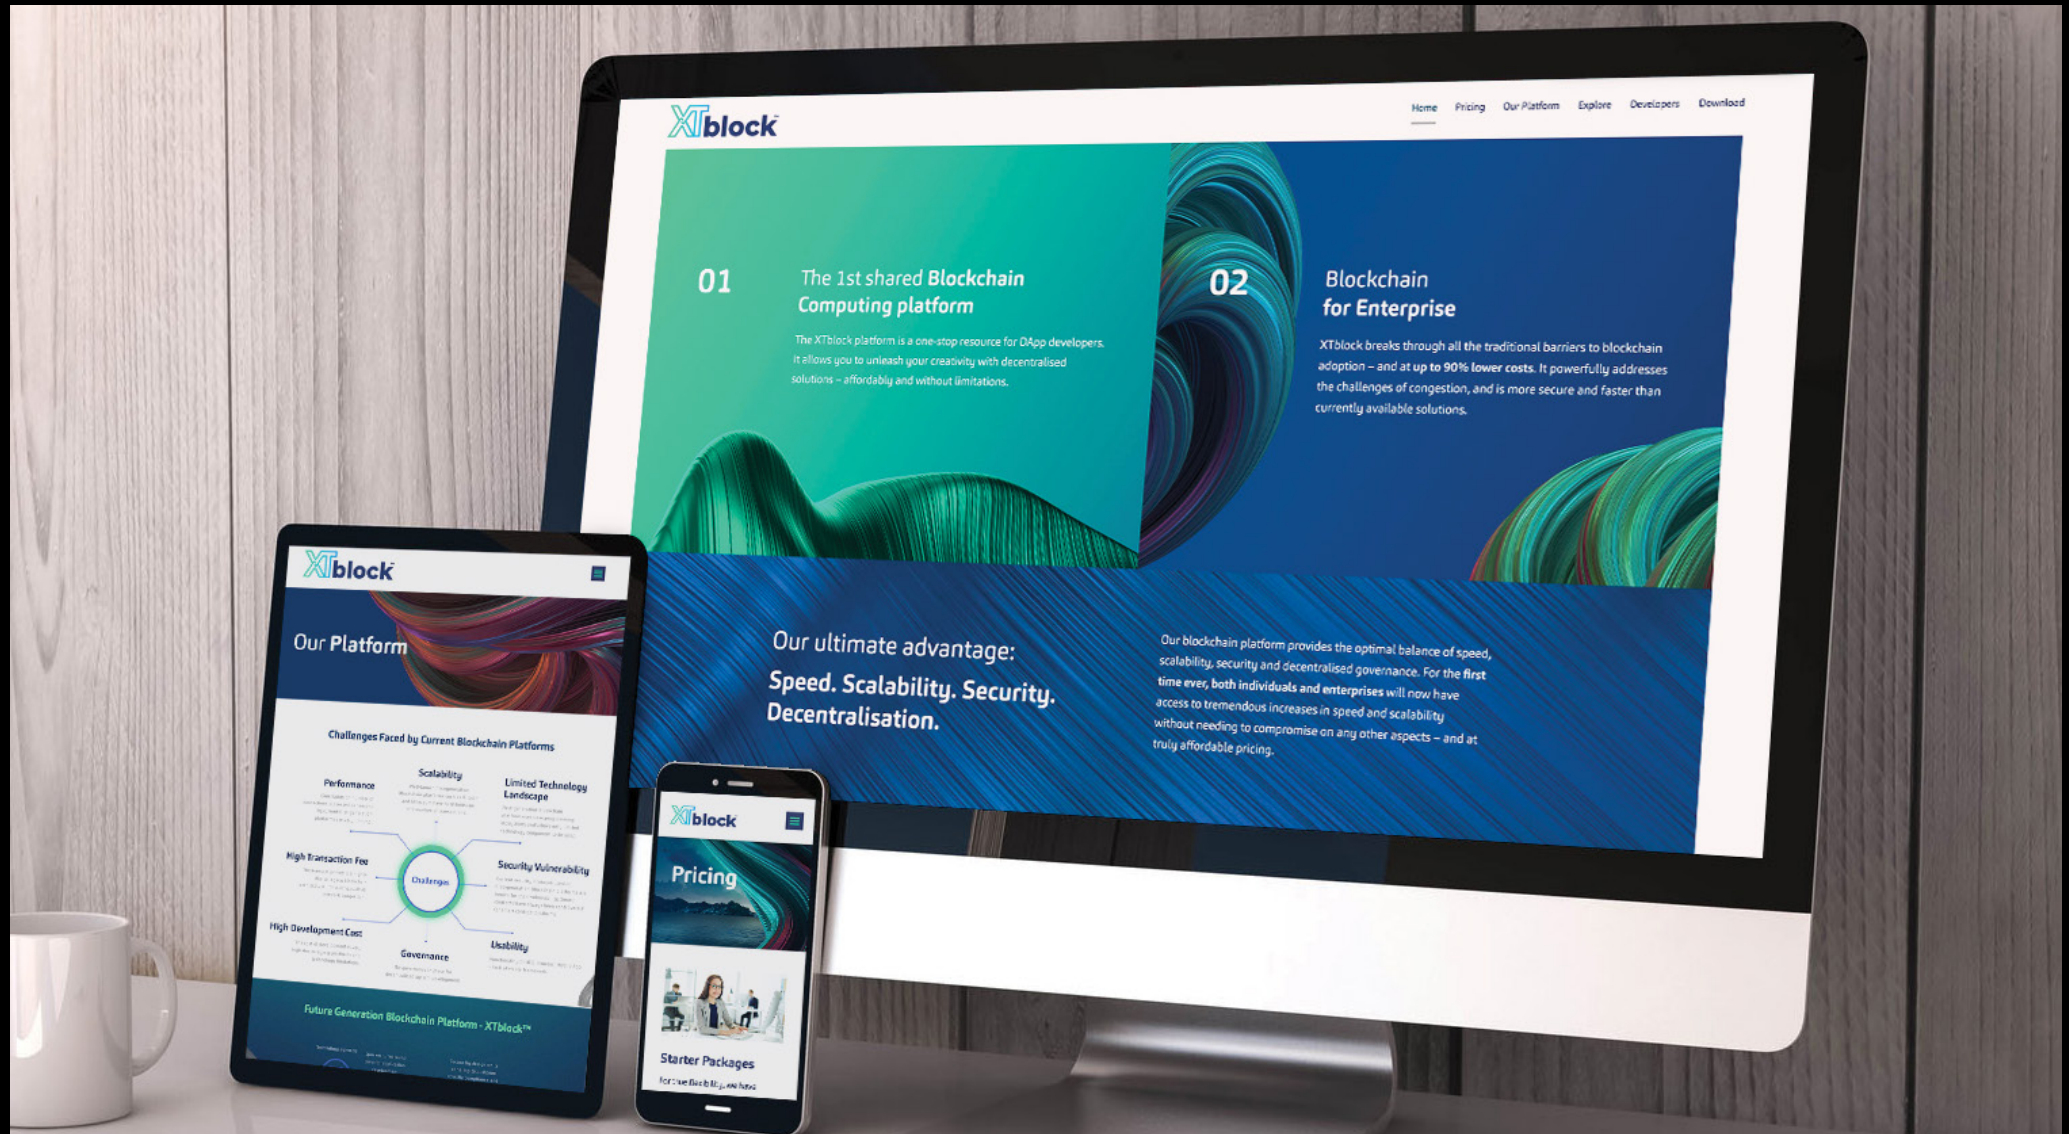 XTblock™
Home Pricing Our Platform Explore Developers Download
01
The 1st shared Blockchain
Computing platform
The XTblock platform is a one-stop resource for DApp developers.
It allows you to unleash your creativity with decentralised
solutions – affordably and without limitations.
02
Blockchain
for Enterprise
XTblock breaks through all the traditional barriers to blockchain
adoption – and at up to 90% lower costs. It powerfully addresses
the challenges of congestion, and is more secure and faster than
currently available solutions.
Our ultimate advantage:
Speed. Scalability. Security.
Decentralisation.
Our blockchain platform provides the optimal balance of speed,
scalability, security and decentralised governance. For the first
time ever, both individuals and enterprises will now have
access to tremendous increases in speed and scalability
without needing to compromise on any other aspects – and at
truly affordable pricing.
XTblock™
Our Platform
Challenges Faced by Current Blockchain Platforms
Scalability
Performance
Limited Technology
Landscape
High Transaction Fee
Challenges
Security Vulnerability
High Development Cost
Governance
Usability
Future Generation Blockchain Platform - XTblock™
XTblock
Pricing
Starter Packages
For true flexibility, we have